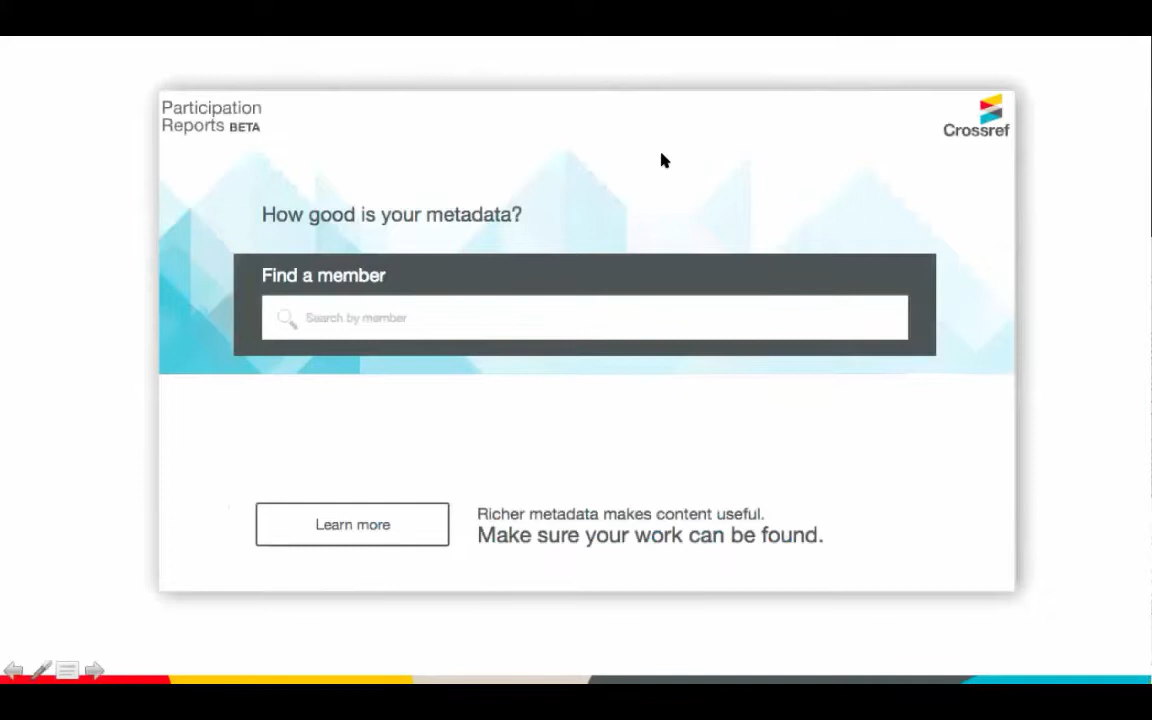 Participation
Reports BETA
Crossref
How good is your metadata?
Find a member
Search by member
Learn more
Richer metadata makes content useful.
Make sure your work can be found.